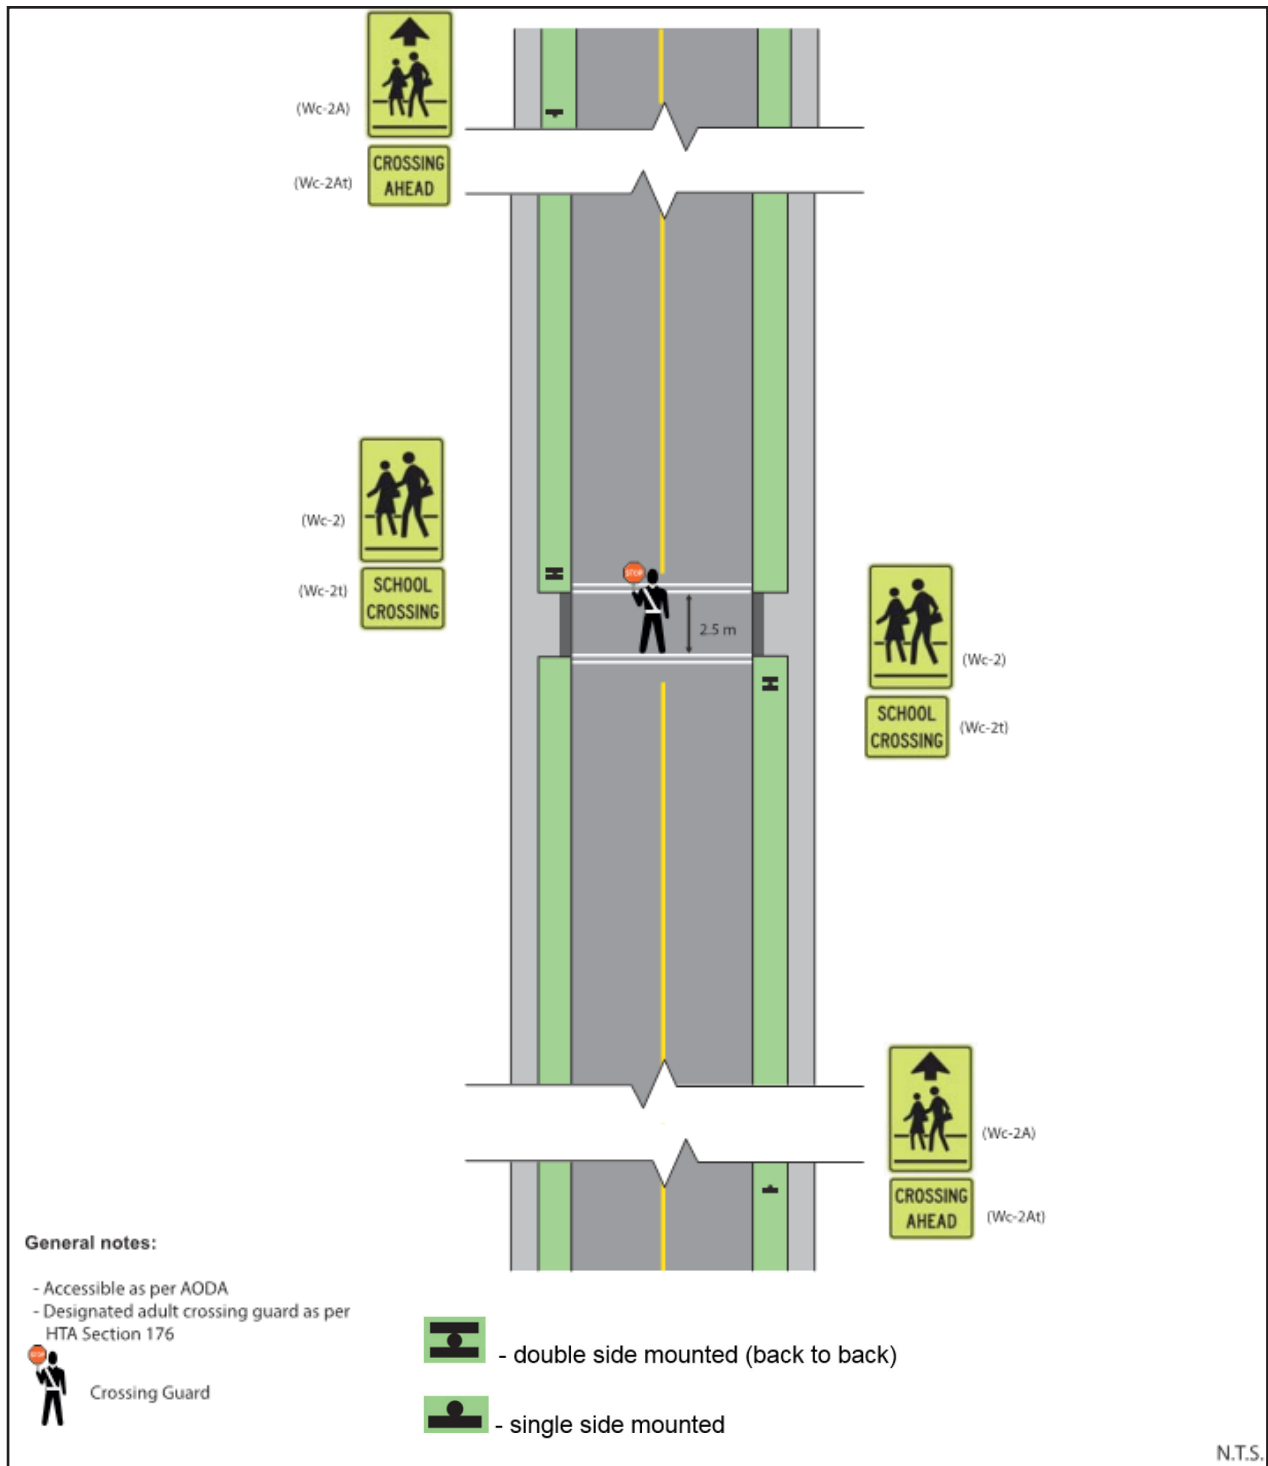 (Wc-2A)
(Wc-2At)
CROSSING
AHEAD
(Wc-2)
(Wc-2t)
SCHOOL
CROSSING
STOP
2.5 m
(Wc-2)
SCHOOL
CROSSING
(Wc-2t)
(Wc-2A)
CROSSING
AHEAD
(Wc-2At)
General notes:
- Accessible as per AODA
- Designated adult crossing guard as per
HTA Section 176
STOP
Crossing Guard
- double side mounted (back to back)
- single side mounted
N.T.S.